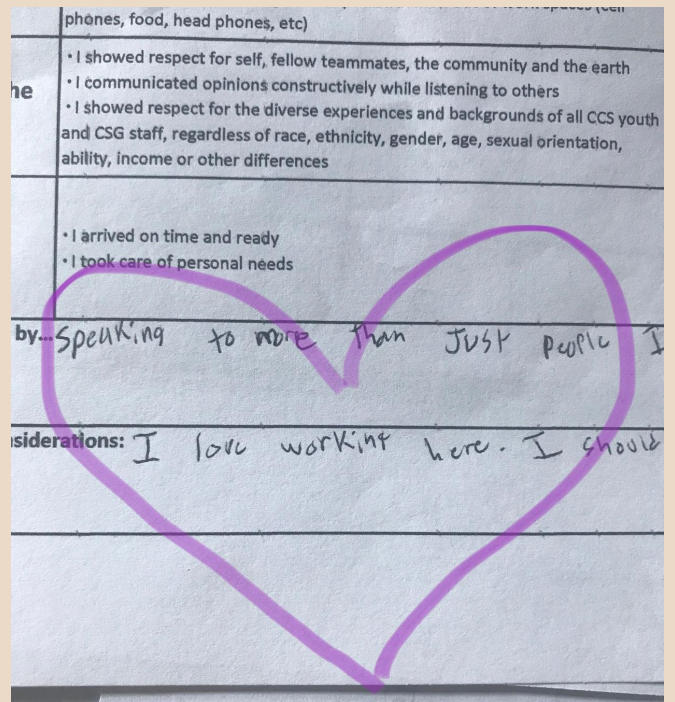 phones, food, head phones, etc)
• I showed respect for self, fellow teammates, the community and the earth
he
• I communicated opinions constructively while listening to others
• I showed respect for the diverse experiences and backgrounds of all CCS youth
and CSG staff, regardless of race, ethnicity, gender, age, sexual orientation,
ability, income or other differences
• I arrived on time and ready
• I took care of personal needs
by... Speaking to more than Just people I
siderations: I love working here. I should